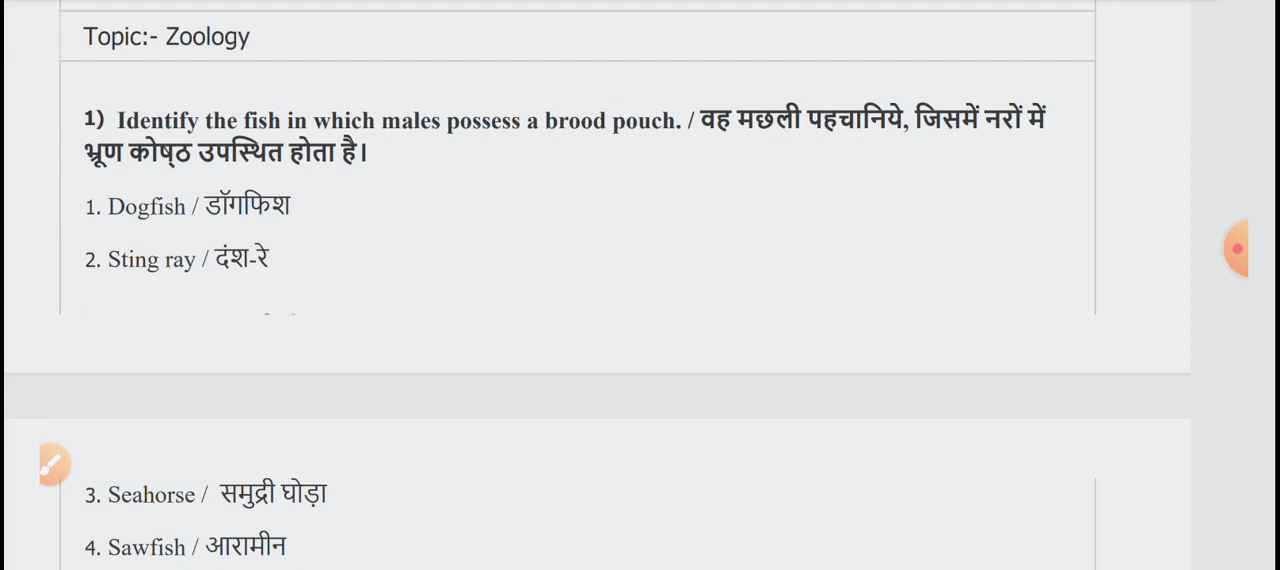 Topic:- Zoology
1) Identify the fish in which males possess a brood pouch. / वह मछली पहचानिये, जिसमें नरों में
भ्रूण कोष्ठ उपस्थित होता है।
1. Dogfish / डॉगफिश
2. Sting ray / दंश-रे
3. Seahorse / समुद्री घोड़ा
4. Sawfish / आरामीन